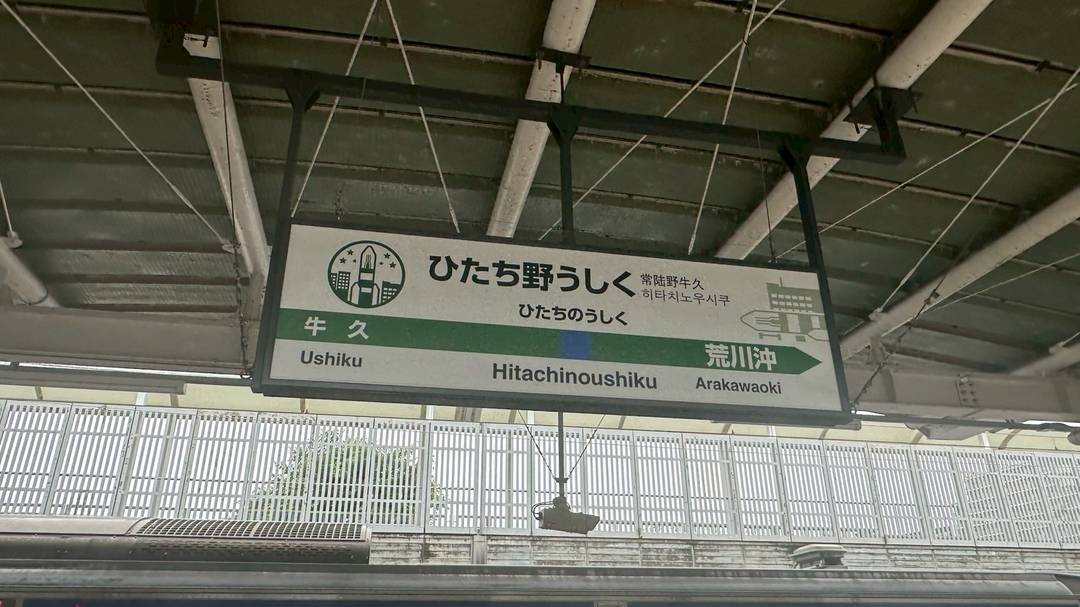 ひたち野うしく
常陆野牛久
히타치노우시쿠
ひたちのうしく
牛久
荒川沖
Ushiku
Hitachinoushiku
Arakawaoki